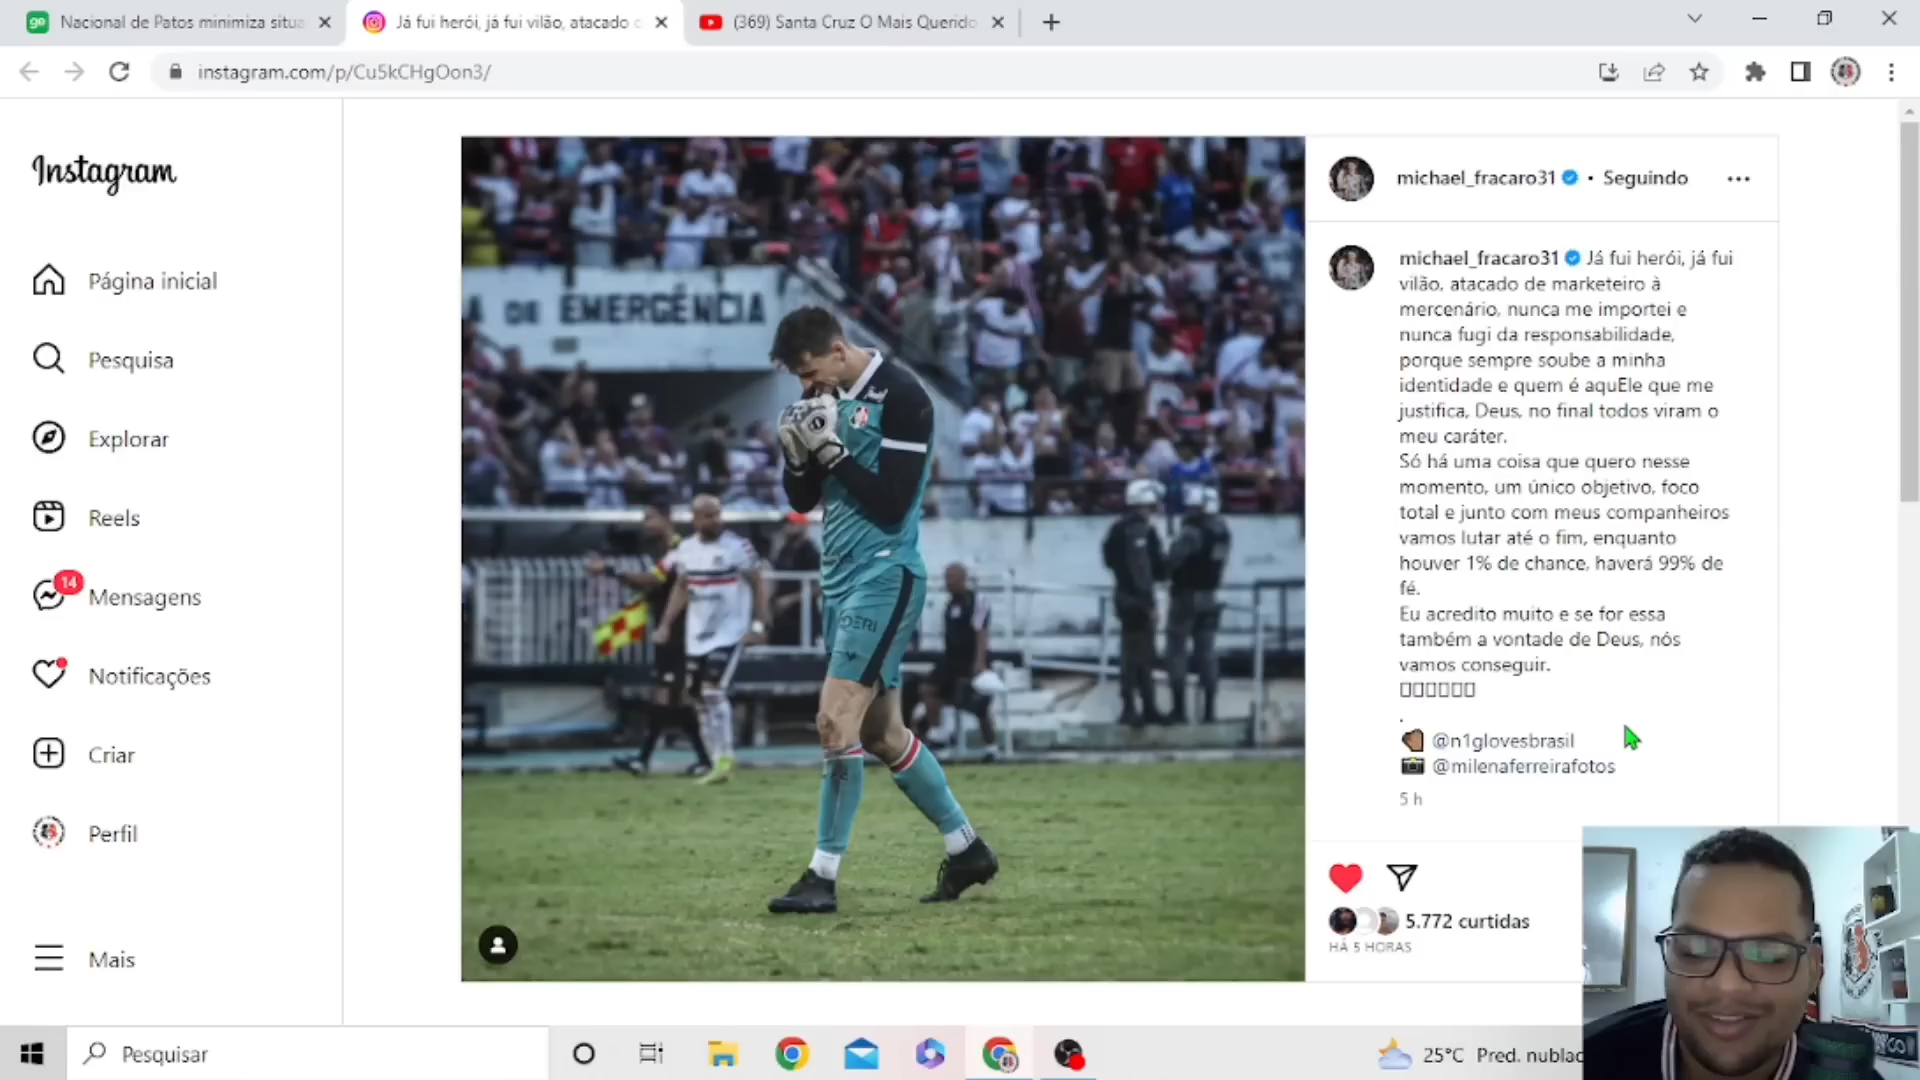 Nacional de Patos minimiza situa
Já fui herói, já fui vilão, atacado
(369) Santa Cruz O Mais Querido
instagram.com/p/Cu5kCHgOon3/
Instagram
Página inicial
Pesquisa
Explorar
Reels
14
Mensagens
Notificações
Criar
Perfil
Mais
A DE EMERGÊNCIA
michael_fracaro31 • Seguindo
michael_fracaro31 Já fui herói, já fui
vilão, atacado de marketeiro à
mercenário, nunca me importei e
nunca fugi da responsabilidade,
porque sempre soube a minha
identidade e quem é aquEle que me
justifica, Deus, no final todos viram o
meu caráter.
Só há uma coisa que quero nesse
momento, um único objetivo, foco
total e junto com meus companheiros
vamos lutar até o fim, enquanto
houver 1% de chance, haverá 99% de
fé.
Eu acredito muito e se for essa
também a vontade de Deus, nós
vamos conseguir.
.
@n1glovesbrasil
@milenaferreirafotos
5 h
5.772 curtidas
HÁ 5 HORAS
Pesquisar
25°C Pred. nublad